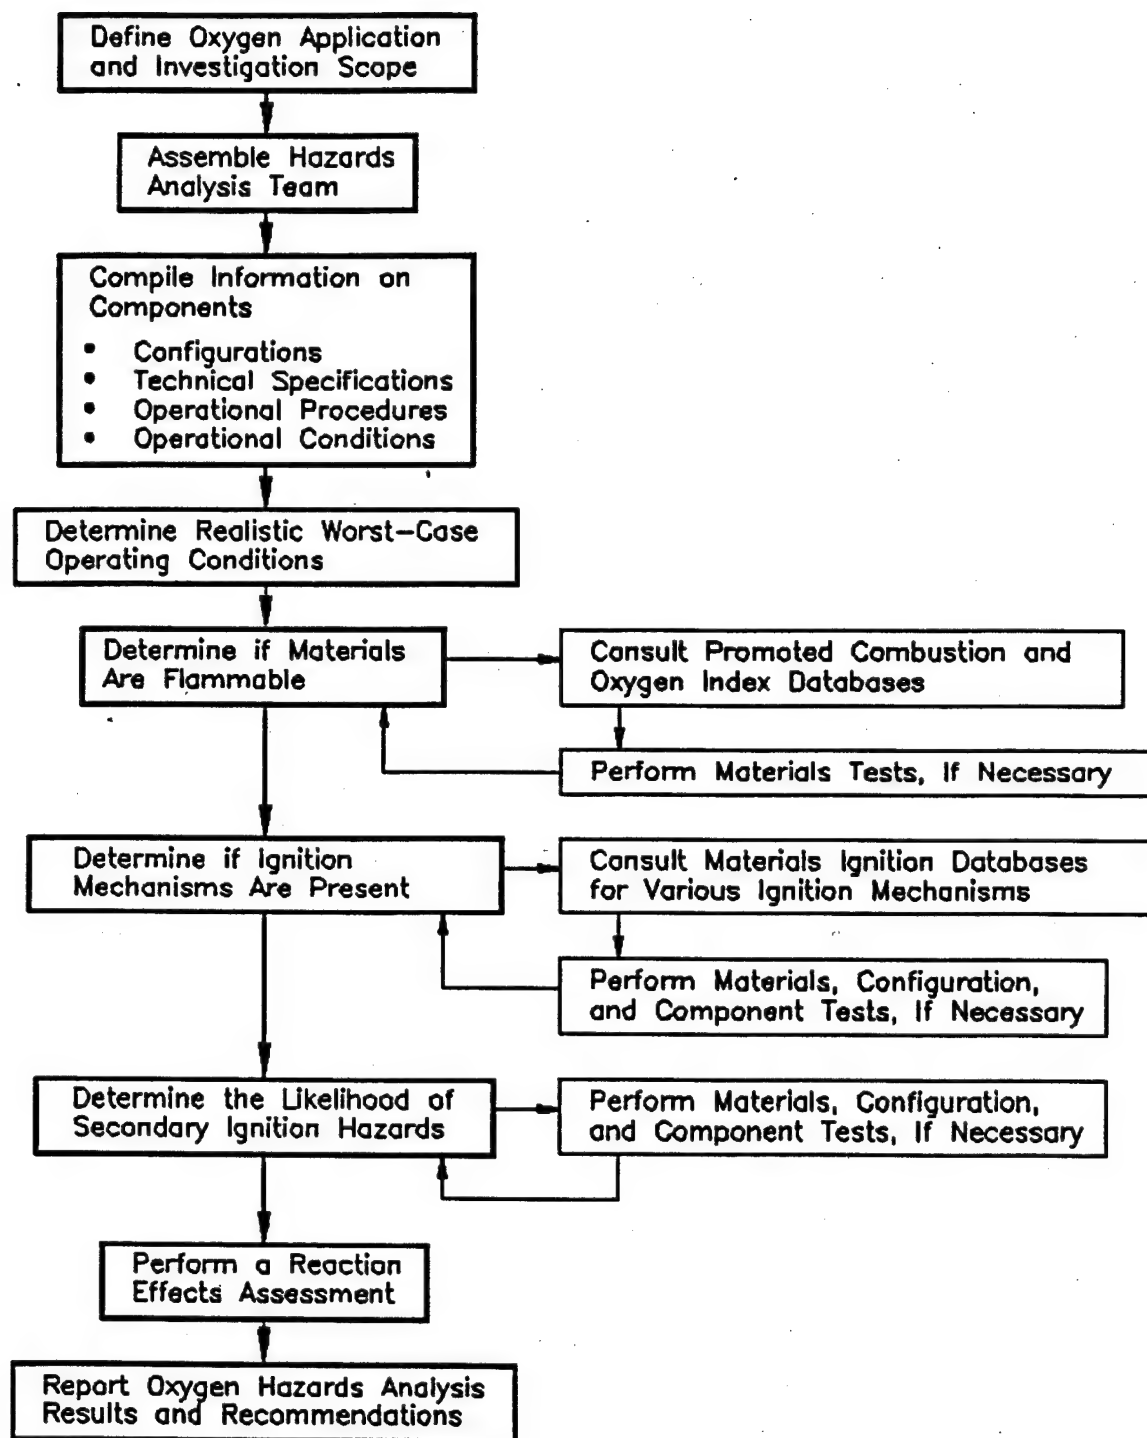 Define Oxygen Application
and Investigation Scope
Assemble Hazards
Analysis Team
Compile Information on
Components
• Configurations
• Technical Specifications
• Operational Procedures
• Operational Conditions
Determine Realistic Worst-Case
Operating Conditions
Determine if Materials
Are Flammable
Consult Promoted Combustion and
Oxygen Index Databases
Perform Materials Tests, If Necessary
Determine if Ignition
Mechanisms Are Present
Consult Materials Ignition Databases
for Various Ignition Mechanisms
Perform Materials, Configuration,
and Component Tests, If Necessary
Determine the Likelihood of
Secondary Ignition Hazards
Perform Materials, Configuration,
and Component Tests, If Necessary
Perform a Reaction
Effects Assessment
Report Oxygen Hazards Analysis
Results and Recommendations